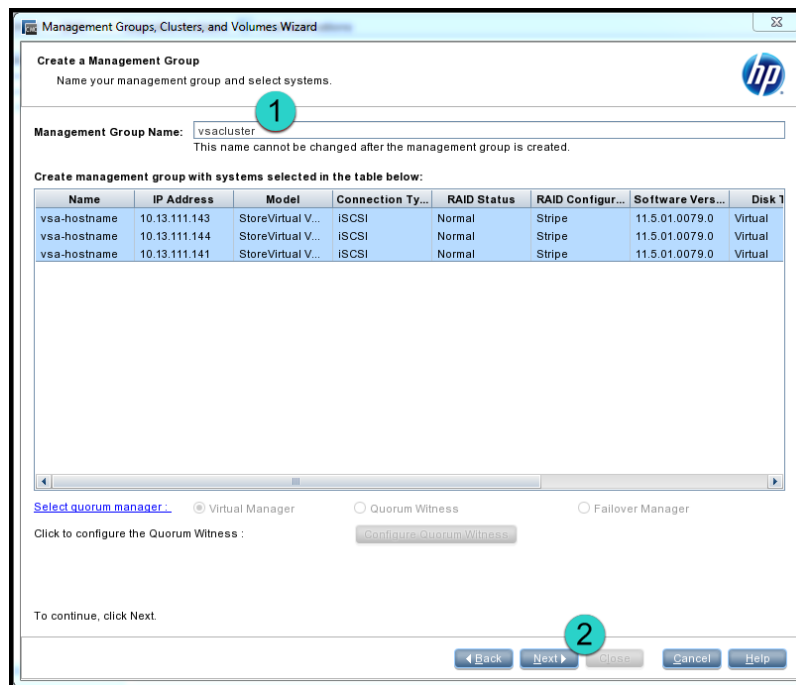 CMC Management Groups, Clusters, and Volumes Wizard
Create a Management Group
Name your management group and select systems.
hp
1
Management Group Name: vsacluster
This name cannot be changed after the management group is created.
Create management group with systems selected in the table below:
Name IP Address Model Connection Ty... RAID Status RAID Configur... Software Vers... Disk T
vsa-hostname 10.13.111.143 StoreVirtual V... iSCSI Normal Stripe 11.5.01.0079.0 Virtual
vsa-hostname 10.13.111.144 StoreVirtual V... iSCSI Normal Stripe 11.5.01.0079.0 Virtual
vsa-hostname 10.13.111.141 StoreVirtual V... iSCSI Normal Stripe 11.5.01.0079.0 Virtual
Select quorum manager : Virtual Manager Quorum Witness Failover Manager
Click to configure the Quorum Witness : Configure Quorum Witness
To continue, click Next.
2
Back Next Close Cancel Help